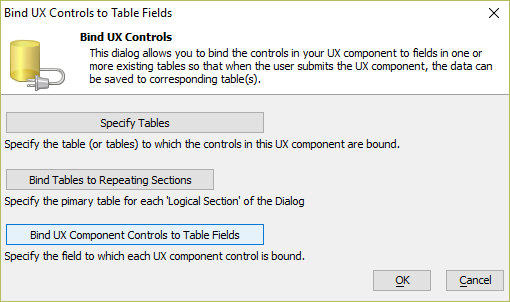 Bind UX Controls to Table Fields
Bind UX Controls
This dialog allows you to bind the controls in your UX component to fields in one or
more existing tables so that when the user submits the UX component, the data can
be saved to corresponding table(s).
Specify Tables
Specify the table (or tables) to which the controls in this UX component are bound.
Bind Tables to Repeating Sections
Specify the pimary table for each 'Logical Section' of the Dialog
Bind UX Component Controls to Table Fields
Specify the field to which each UX component control is bound.
OK Cancel